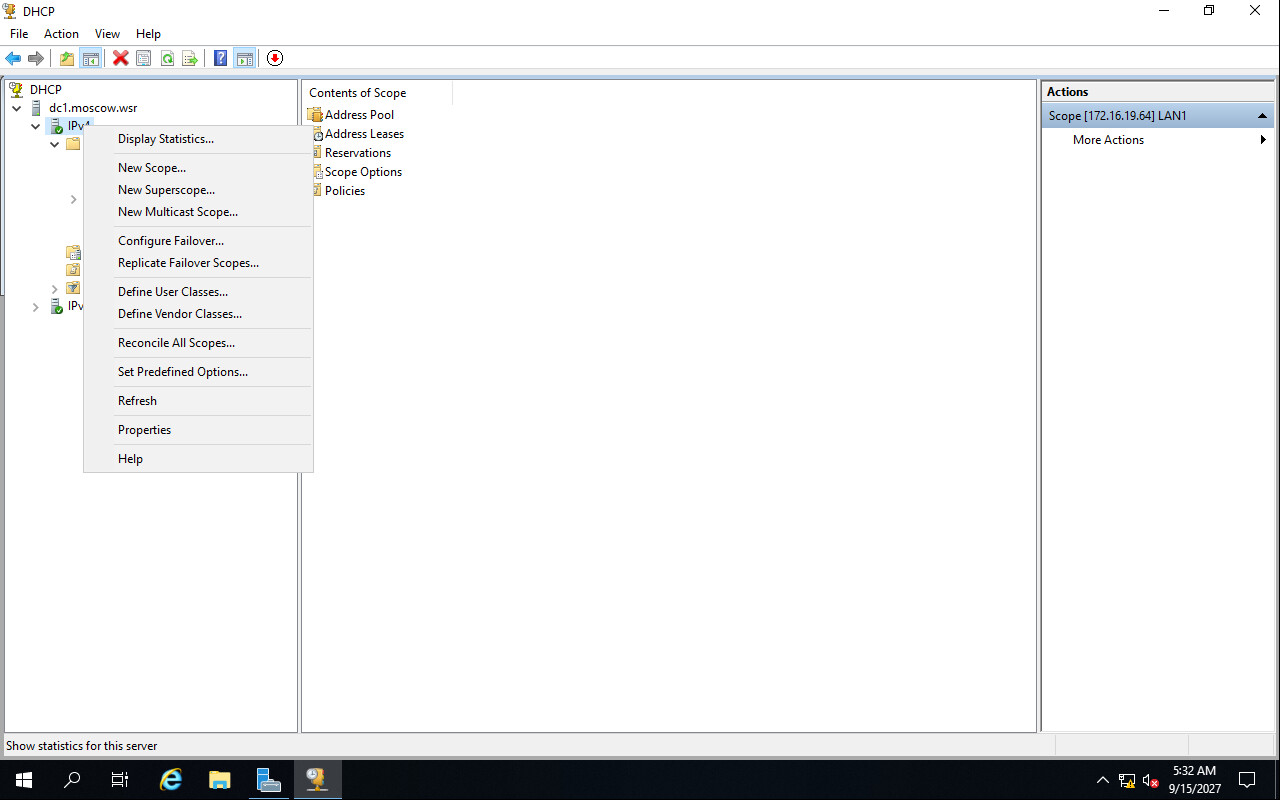 DHCP
File Action View Help
DHCP
dc1.moscow.wsr
IPv4
Display Statistics...
New Scope...
New Superscope...
New Multicast Scope...
Configure Failover...
Replicate Failover Scopes...
Define User Classes...
Define Vendor Classes...
Reconcile All Scopes...
Set Predefined Options...
Refresh
Properties
Help
IPv
Contents of Scope
Address Pool
Address Leases
Reservations
Scope Options
Policies
Actions
Scope [172.16.19.64] LAN1
More Actions
Show statistics for this server
5:32 AM
9/15/2027